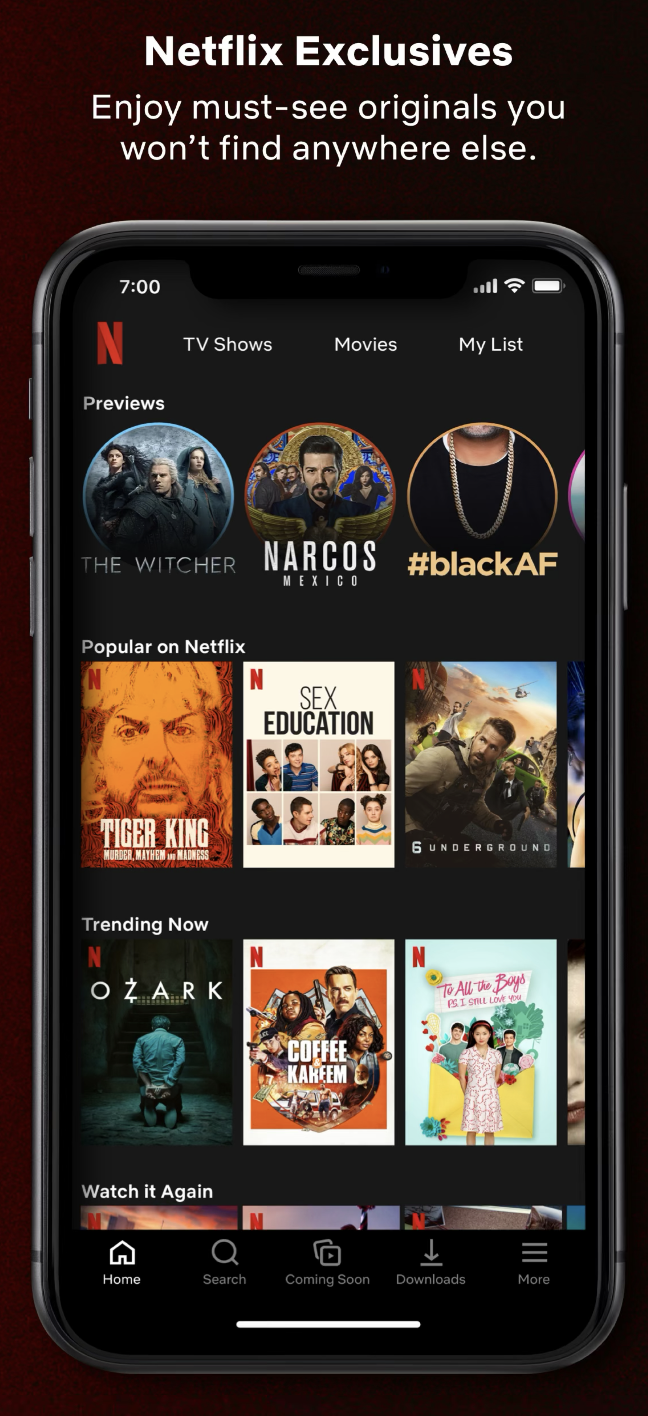 Netflix Exclusives
Enjoy must-see originals you
won’t find anywhere else.
7:00
N
TV Shows Movies My List
Previews
THE WITCHER
NARCOS
MEXICO
#blackAF
Popular on Netflix
N
TIGER KING
MURDER, MAYHEM AND MADNESS
N
SEX
EDUCATION
N
6 UNDERGROUND
Trending Now
N
OŻARK
N
COFFEE
& KAREEM
N
To All the Boys
P.S. I STILL LOVE YOU
Watch it Again
N
N
N
Home Search Coming Soon Downloads More